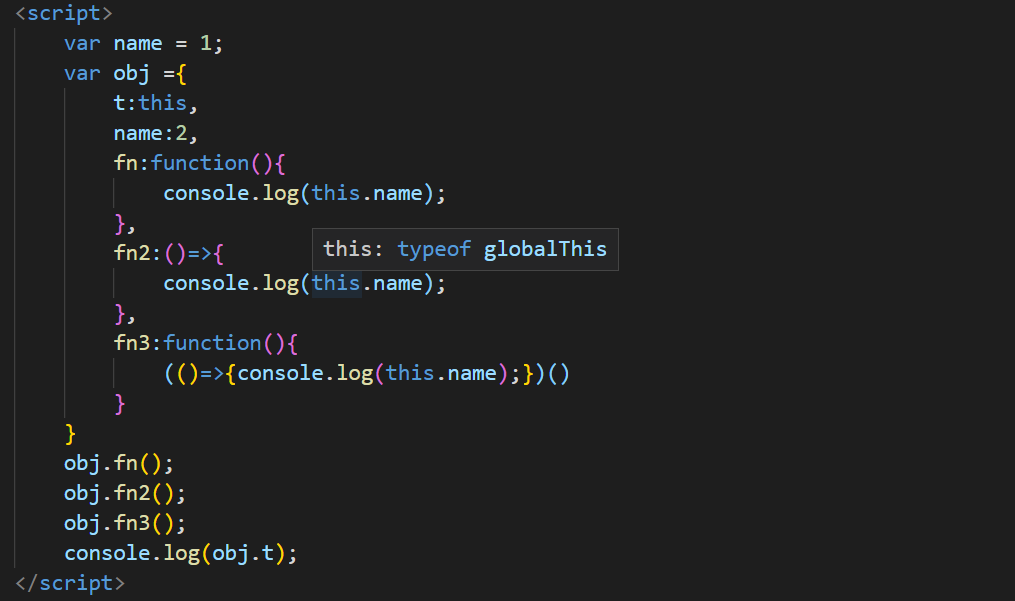 <script>
var name = 1;
var obj ={
t:this,
name:2,
fn:function(){
console.log(this.name);
},
fn2:()=>{
this: typeof globalThis
console.log(this.name);
},
fn3:function(){
(()=>{console.log(this.name);})()
}
}
obj.fn();
obj.fn2();
obj.fn3();
console.log(obj.t);
</script>